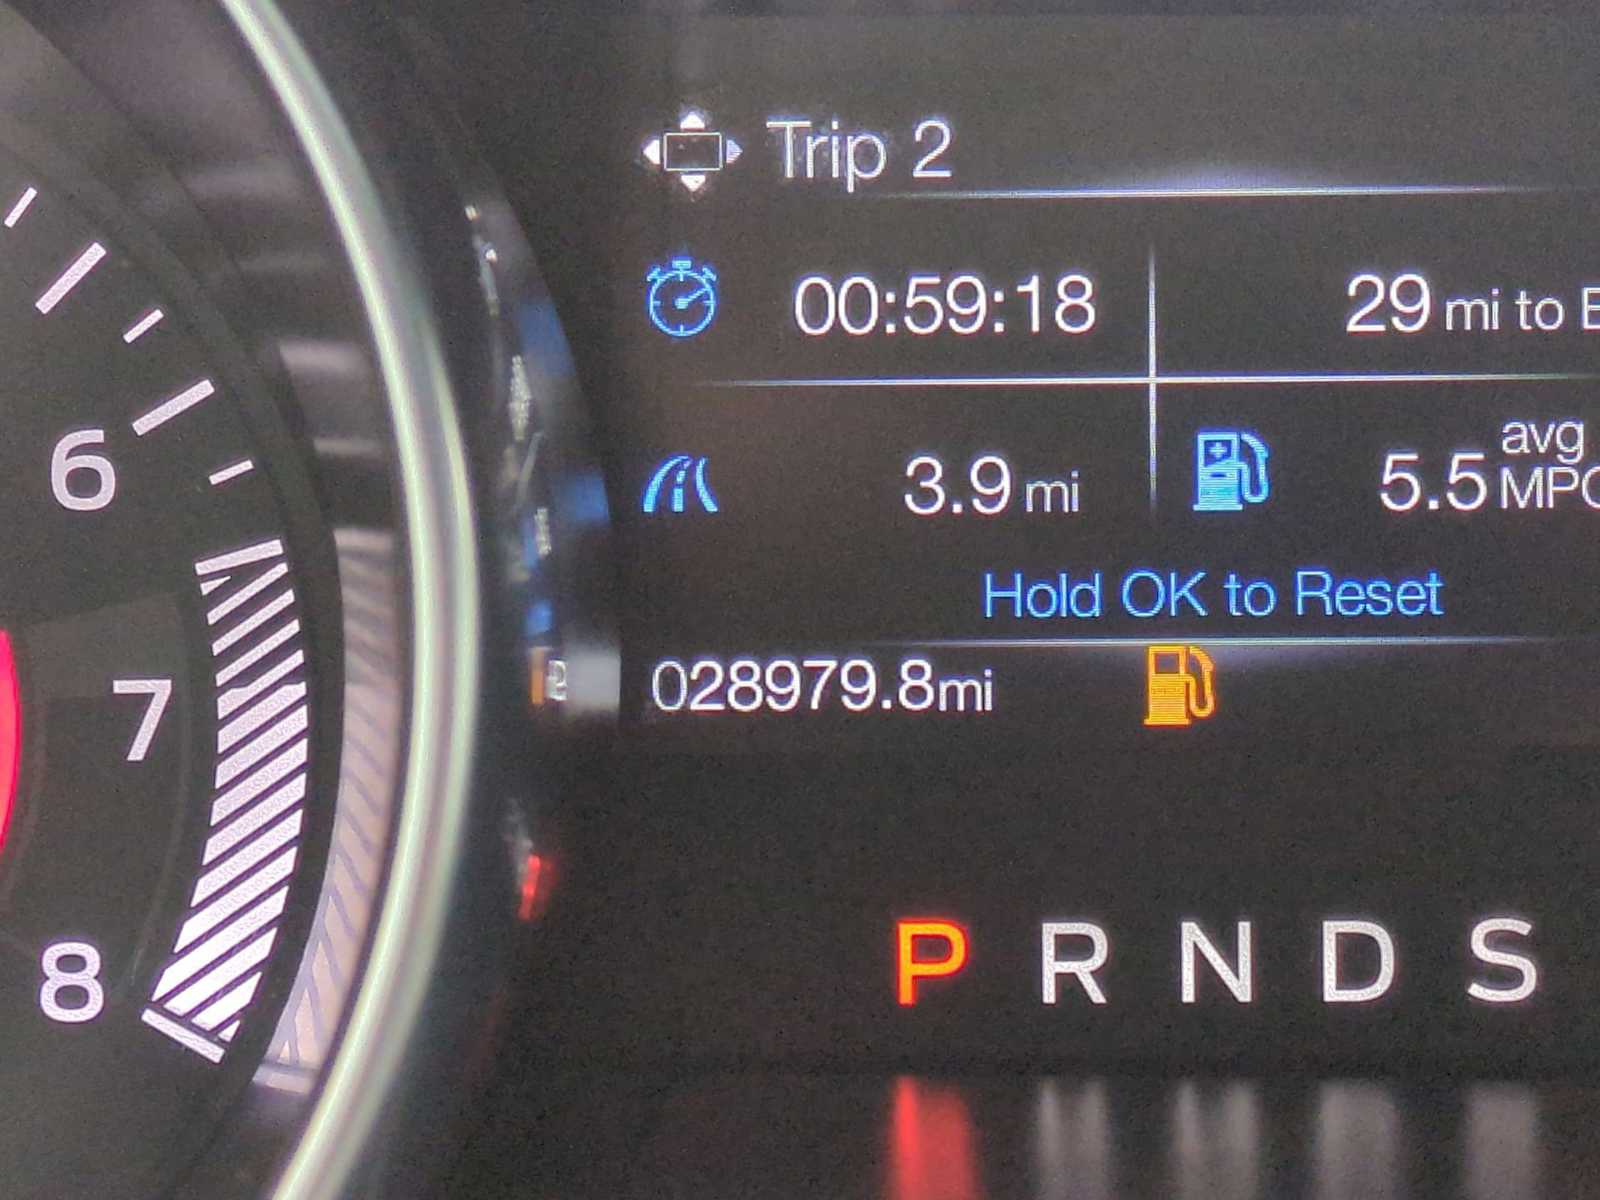 Trip 2
00:59:18
29 mi to
3.9 mi
5.5 avg
Hold OK to Reset
028979.8mi
P R N D S
6
7
8